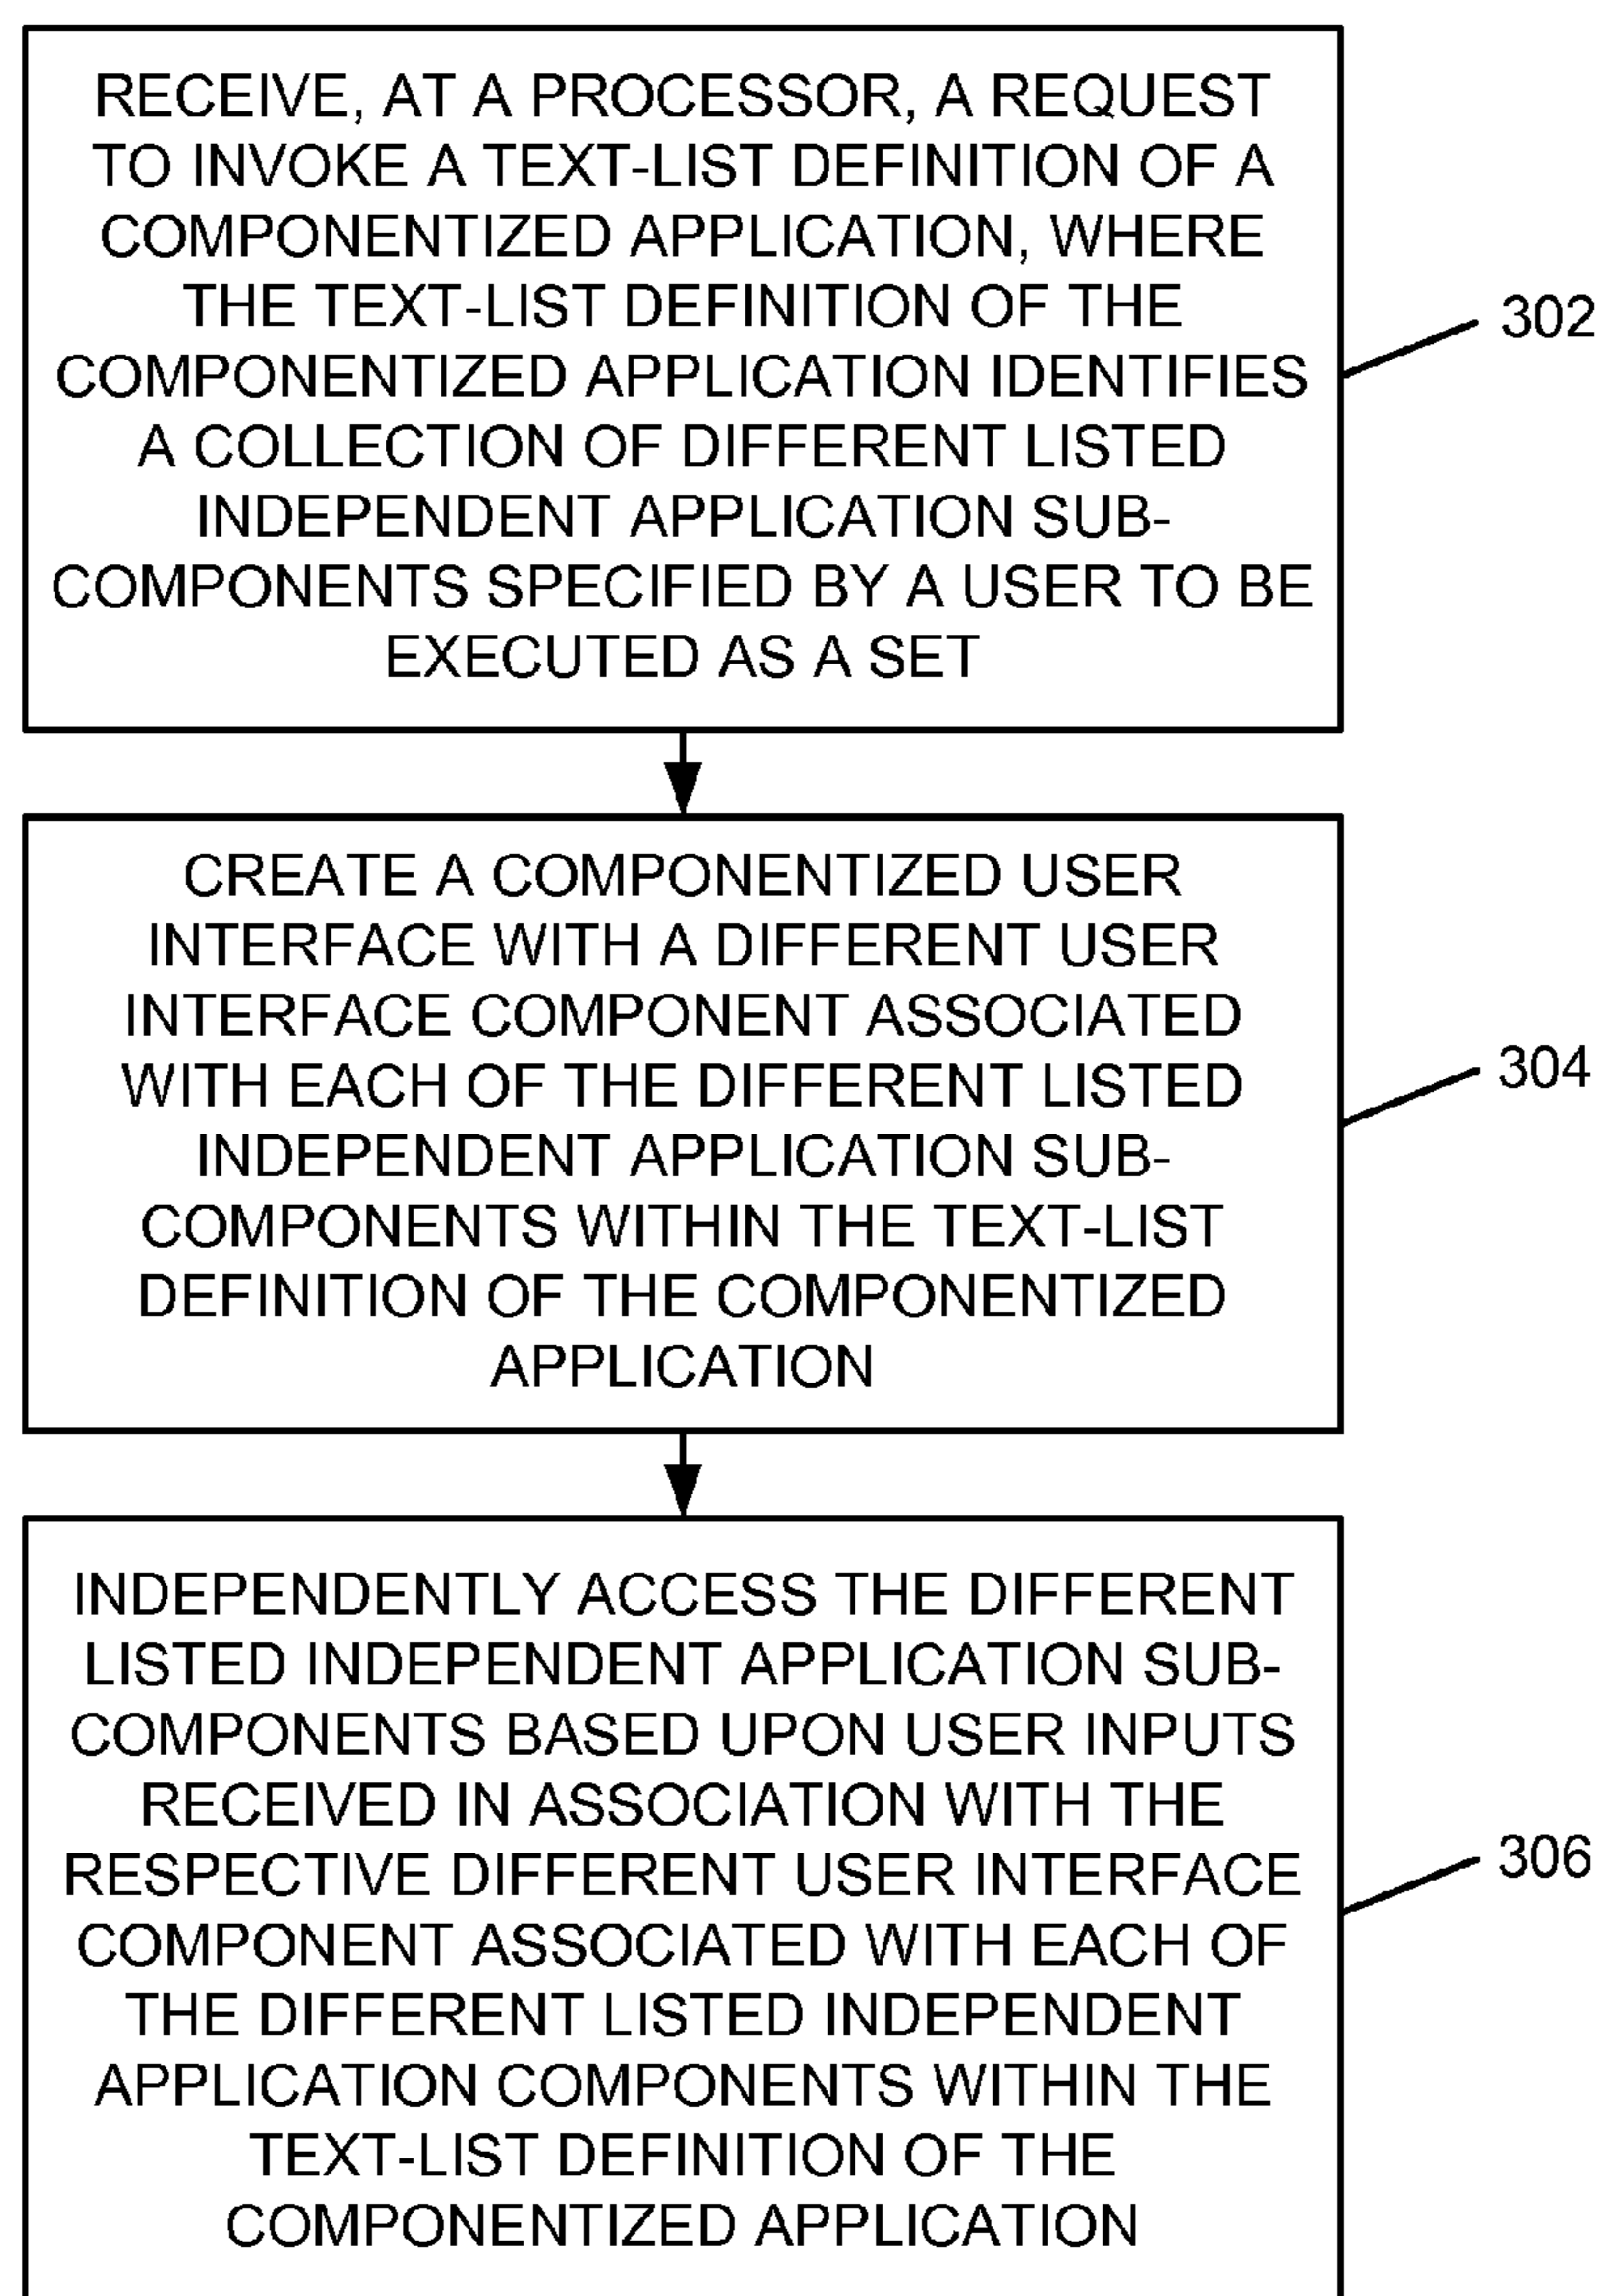 RECEIVE, AT A PROCESSOR, A REQUEST
TO INVOKE A TEXT-LIST DEFINITION OF A
COMPONENTIZED APPLICATION, WHERE
THE TEXT-LIST DEFINITION OF THE
COMPONENTIZED APPLICATION IDENTIFIES
A COLLECTION OF DIFFERENT LISTED
INDEPENDENT APPLICATION SUB-
COMPONENTS SPECIFIED BY A USER TO BE
EXECUTED AS A SET
302
CREATE A COMPONENTIZED USER
INTERFACE WITH A DIFFERENT USER
INTERFACE COMPONENT ASSOCIATED
WITH EACH OF THE DIFFERENT LISTED
INDEPENDENT APPLICATION SUB-
COMPONENTS WITHIN THE TEXT-LIST
DEFINITION OF THE COMPONENTIZED
APPLICATION
304
INDEPENDENTLY ACCESS THE DIFFERENT
LISTED INDEPENDENT APPLICATION SUB-
COMPONENTS BASED UPON USER INPUTS
RECEIVED IN ASSOCIATION WITH THE
RESPECTIVE DIFFERENT USER INTERFACE
COMPONENT ASSOCIATED WITH EACH OF
THE DIFFERENT LISTED INDEPENDENT
APPLICATION COMPONENTS WITHIN THE
TEXT-LIST DEFINITION OF THE
COMPONENTIZED APPLICATION
306